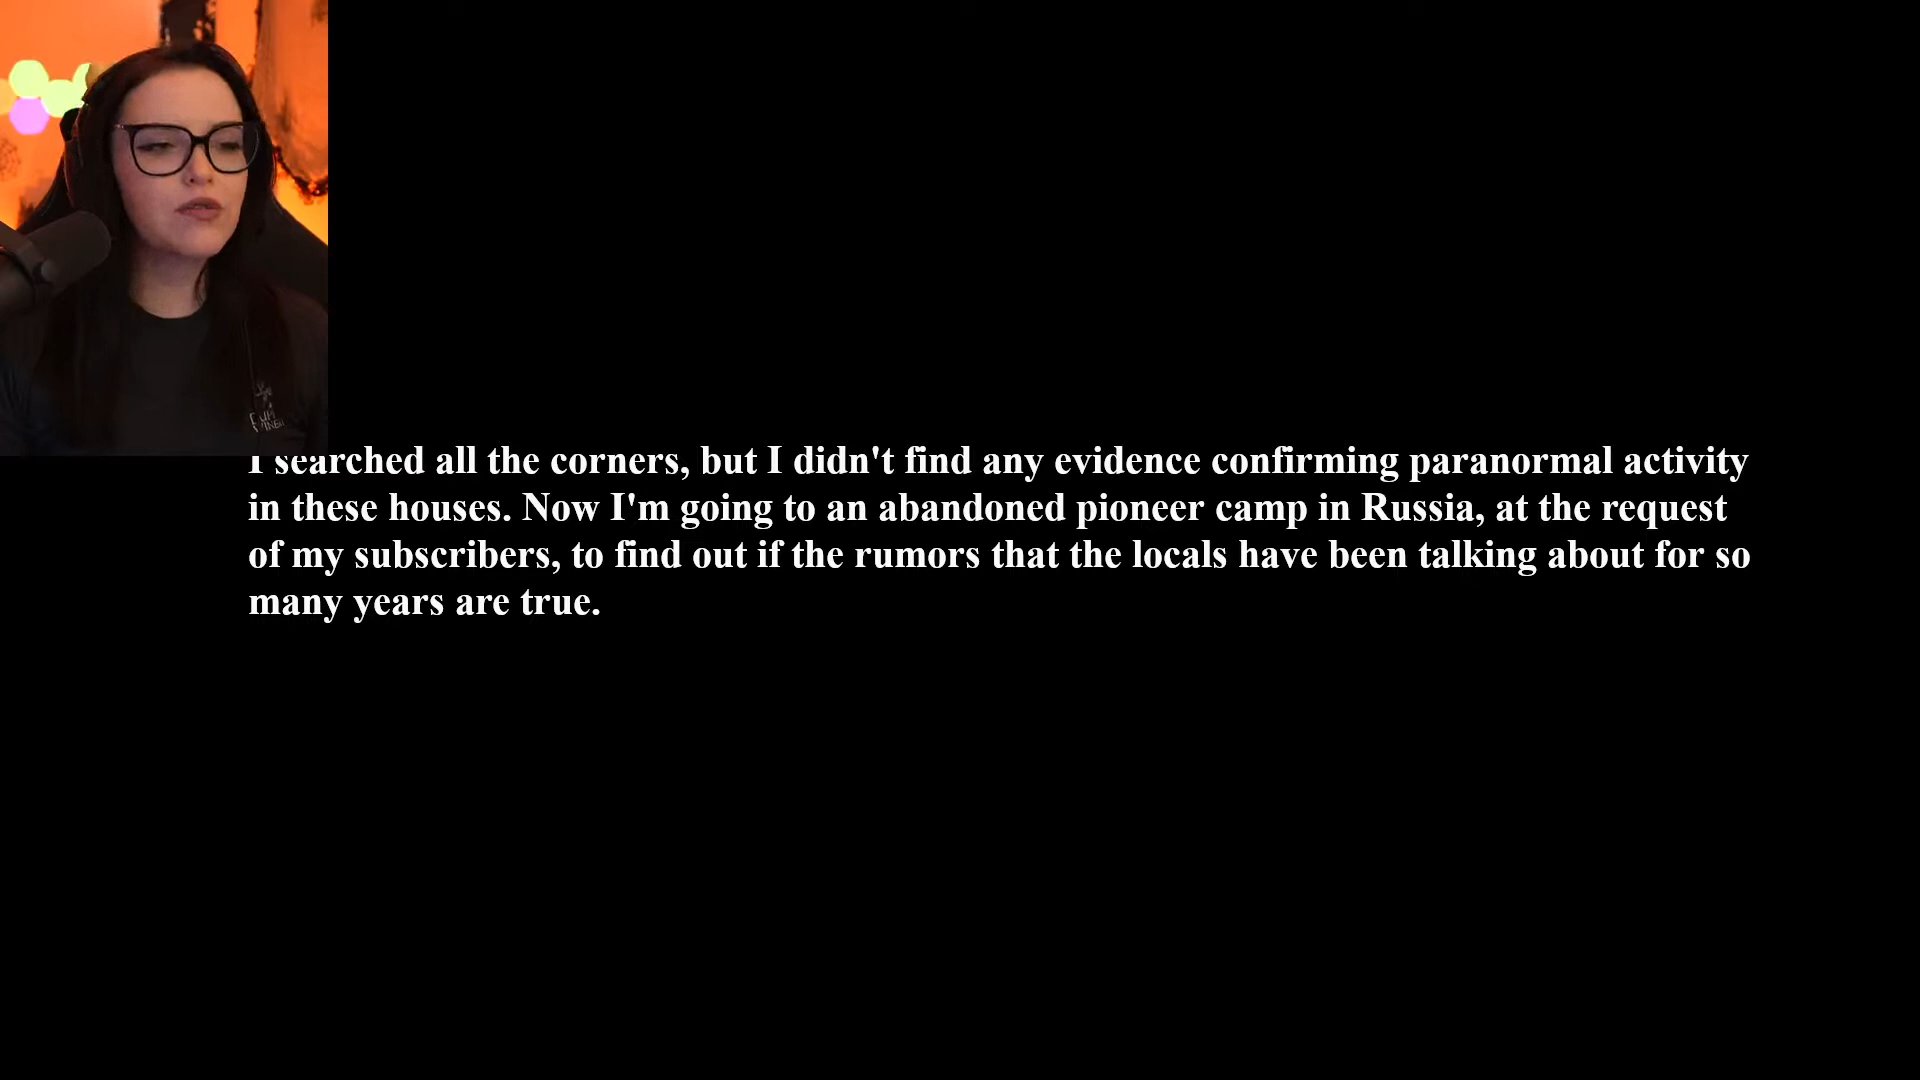 I searched all the corners, but I didn't find any evidence confirming paranormal activity
in these houses. Now I'm going to an abandoned pioneer camp in Russia, at the request
of my subscribers, to find out if the rumors that the locals have been talking about for so
many years are true.